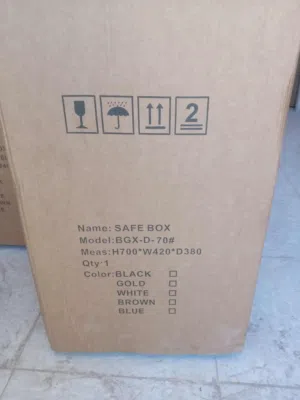 2
Name: SAFE BOX
Model:BGX-D-70#
Meas:H700*W420*D380
Qty:1
Color:BLACK
GOLD
WHITE
BROWN
BLUE